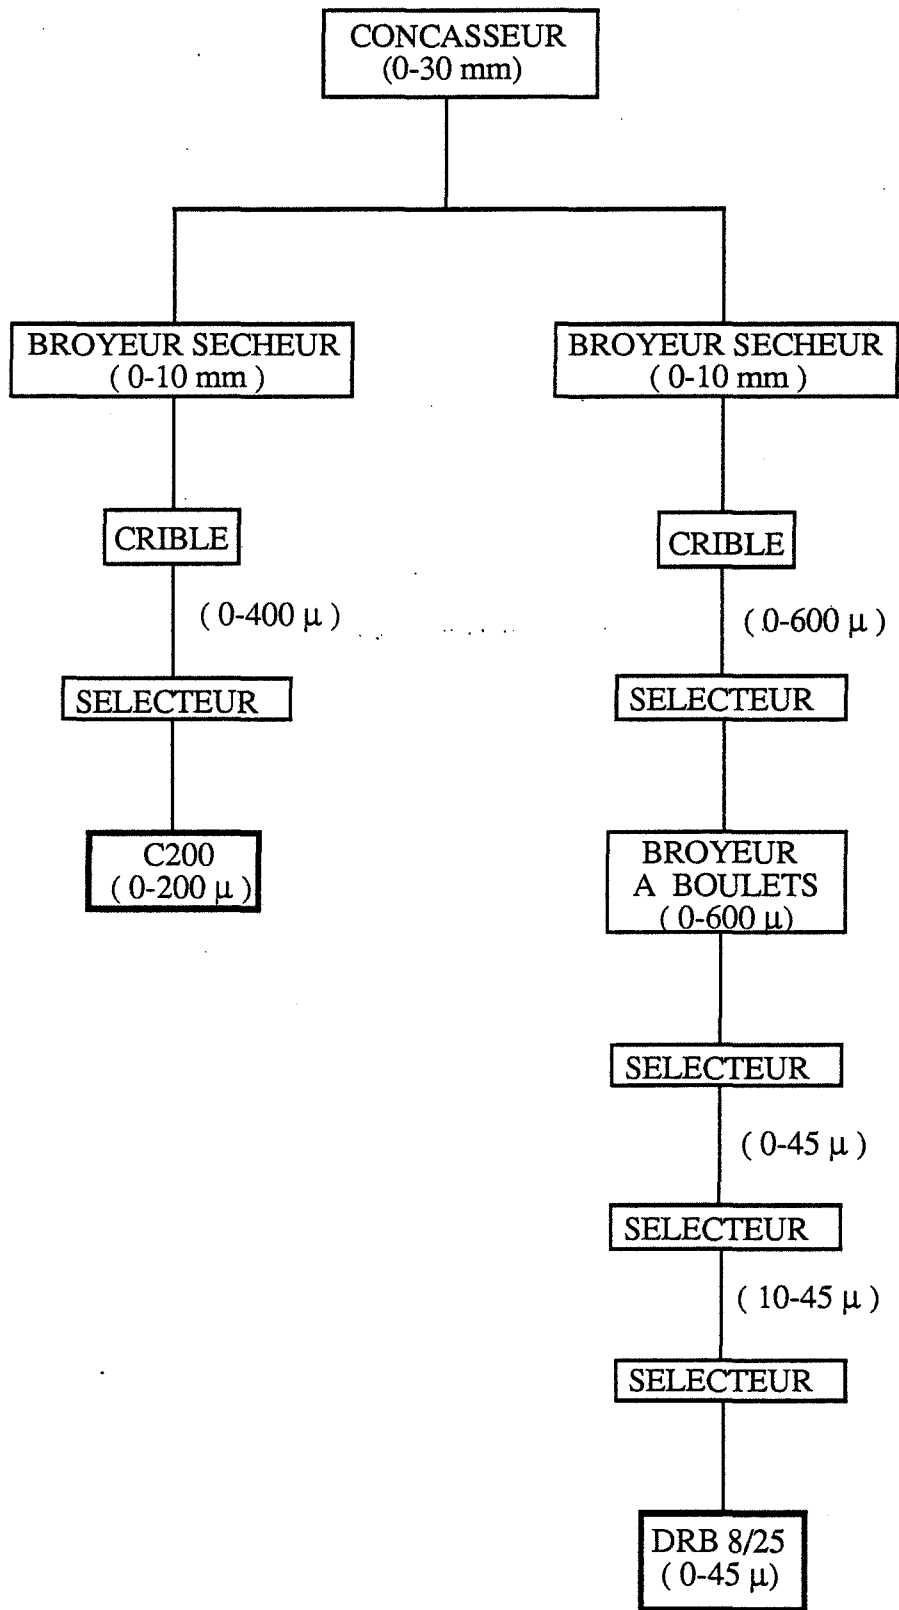 CONCASSEUR
(0-30 mm)
BROYEUR SECHEUR
( 0-10 mm )
BROYEUR SECHEUR
( 0-10 mm )
CRIBLE
CRIBLE
( 0-400 µ )
( 0-600 µ )
SELECTEUR
SELECTEUR
C200
( 0-200 µ )
BROYEUR
A BOULETS
( 0-600 µ)
SELECTEUR
( 0-45 µ )
SELECTEUR
( 10-45 µ )
SELECTEUR
DRB 8/25
( 0-45 µ)